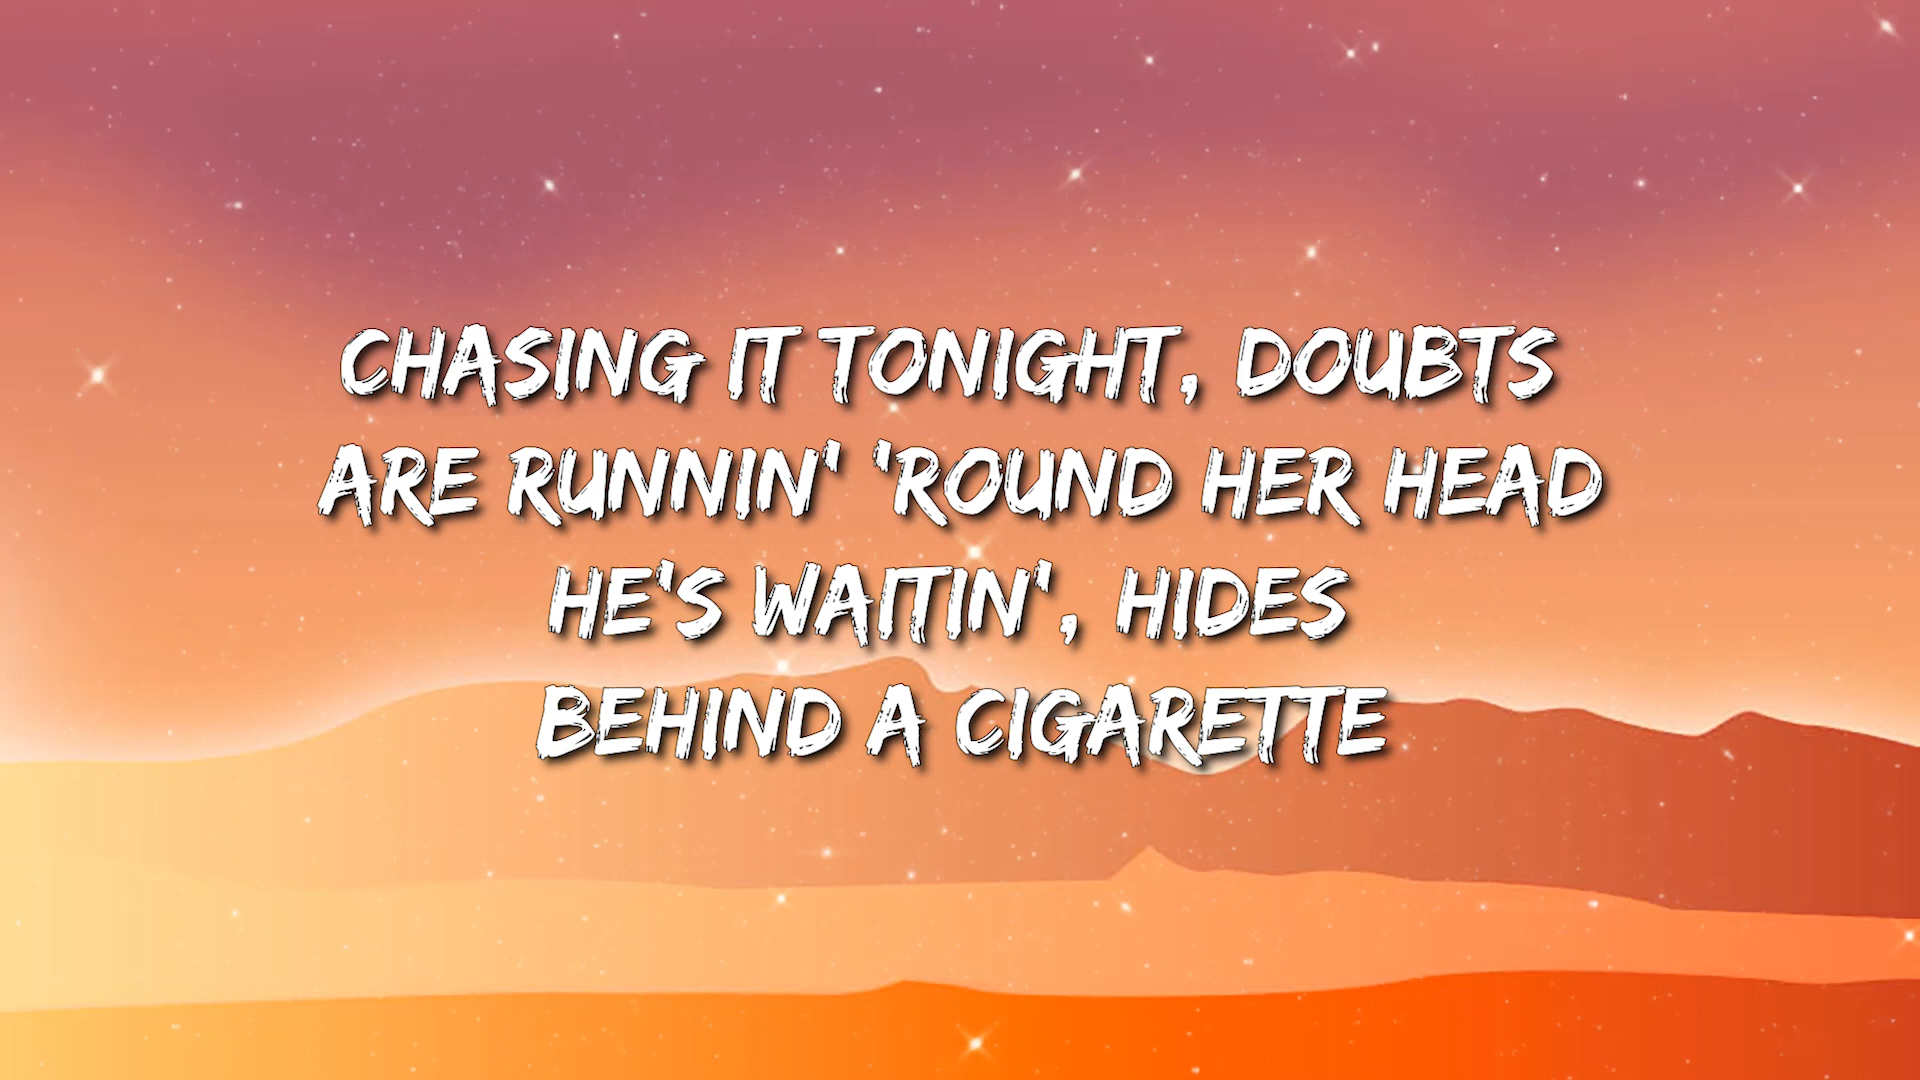 CHASING IT TONIGHT, DOUBTS
ARE RUNNIN' 'ROUND HER HEAD
HE'S WAITIN', HIDES
BEHIND A CIGARETTE